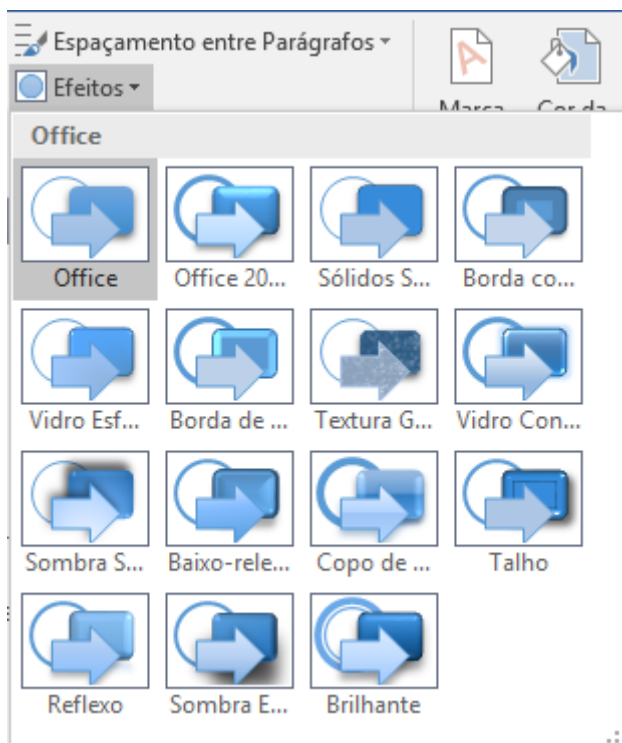 Espaçamento entre Parágrafos
Efeitos
Office
Office Office 20... Sólidos S... Borda co...
Vidro Esf... Borda de ... Textura G... Vidro Con...
Sombra S... Baixo-rele... Copo de ... Talho
Reflexo Sombra E... Brilhante